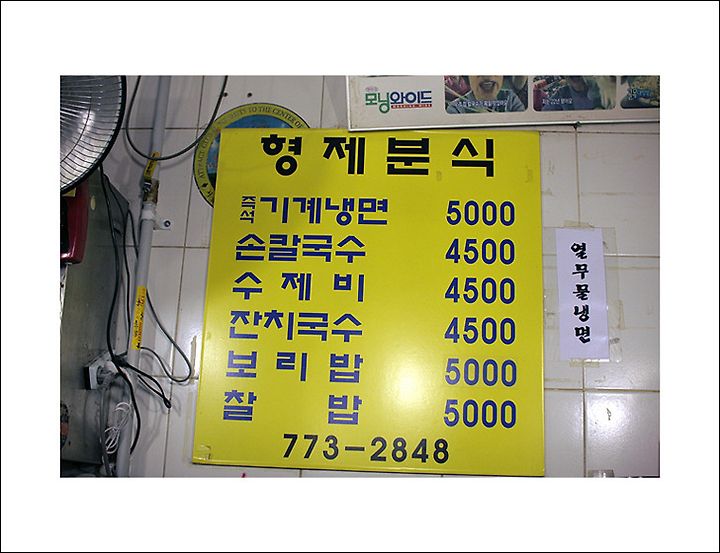 모닝와이드
형제분식
즉석 기계냉면 5000
손칼국수 4500
수제비 4500
잔치국수 4500
보리밥 5000
찰밥 5000
773-2848
열무물냉면